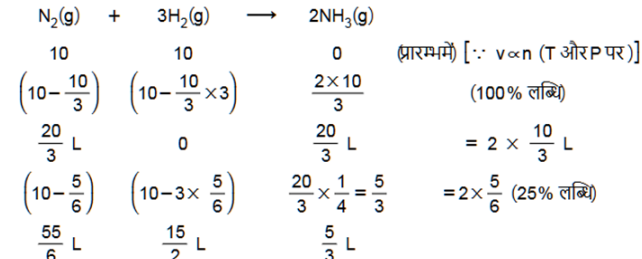 N₂(g) + 3H₂(g) ⟶ 2NH₃(g)
10 10 0 (प्रारम्भमें) [∵ v∝n (T और P पर)]
(10–10/3) (10–10/3×3) 2×10/3 (100% लब्धि)
20/3 L 0 20/3 L = 2 × 10/3 L
(10–5/6) (10–3×5/6) 20/3×1/4=5/3 =2×5/6 (25% लब्धि)
55/6 L 15/2 L 5/3 L